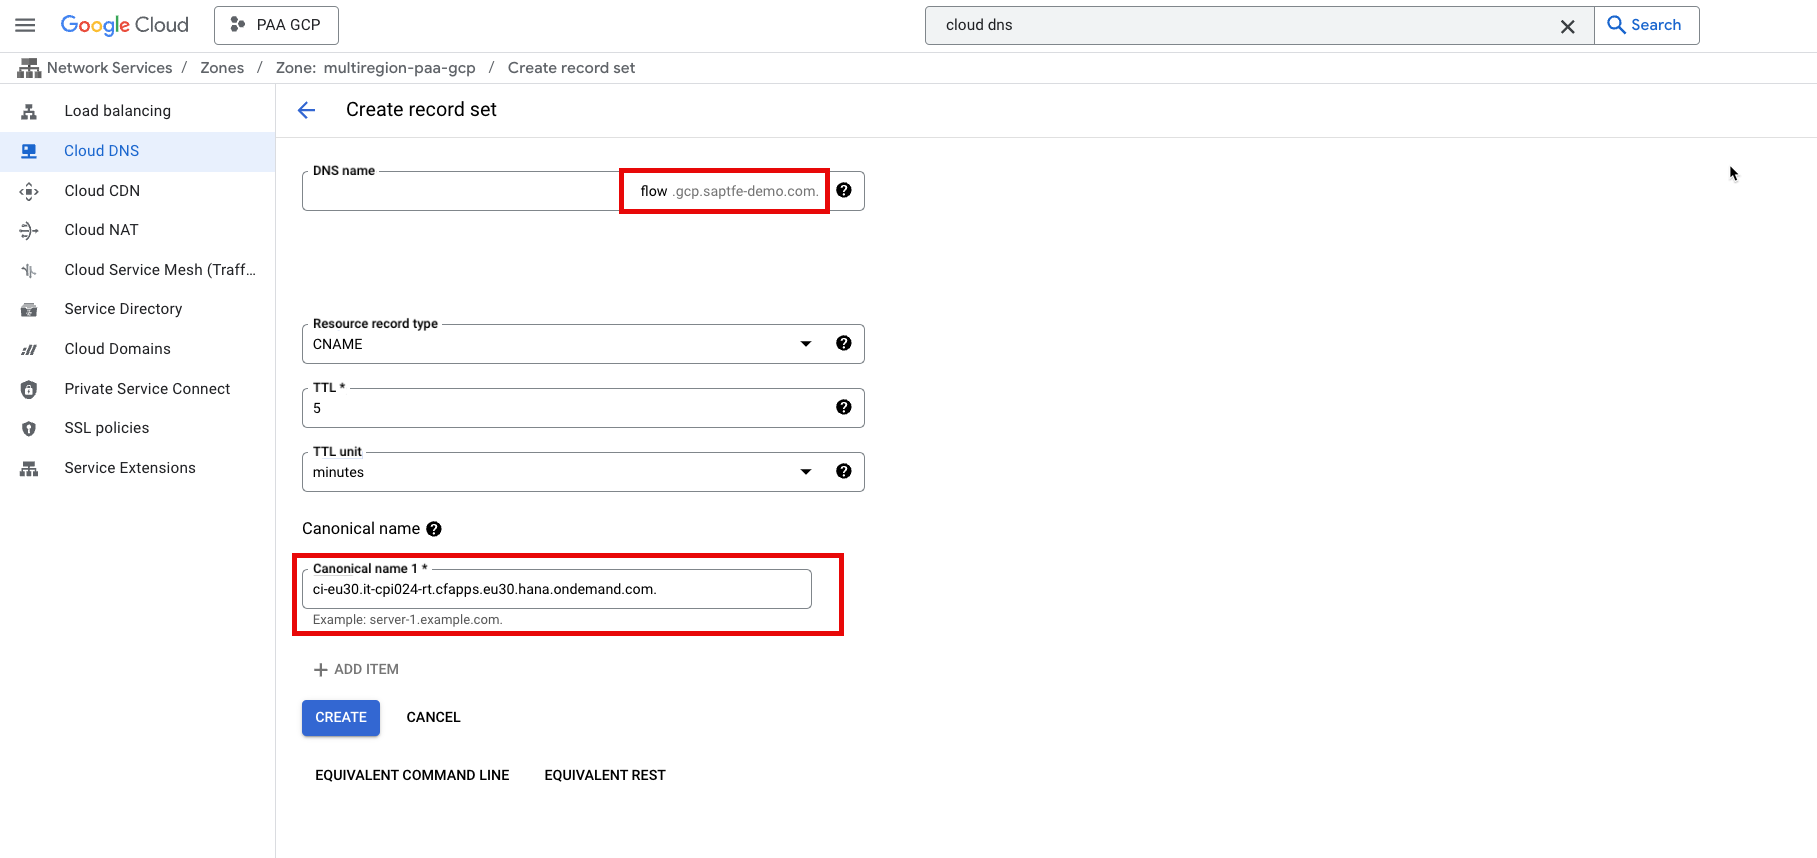 Google Cloud PAA GCP cloud dns Search
Network Services / Zones / Zone: multiregion-paa-gcp / Create record set
Load balancing
Cloud DNS
Cloud CDN
Cloud NAT
Cloud Service Mesh (Traff...
Service Directory
Cloud Domains
Private Service Connect
SSL policies
Service Extensions
Create record set
DNS name
flow .gcp.saptfe-demo.com.
Resource record type
CNAME
TTL *
5
TTL unit
minutes
Canonical name
Canonical name 1 *
ci-eu30.it-cpi024-rt.cfapps.eu30.hana.ondemand.com.
Example: server-1.example.com.
+ ADD ITEM
CREATE CANCEL
EQUIVALENT COMMAND LINE EQUIVALENT REST